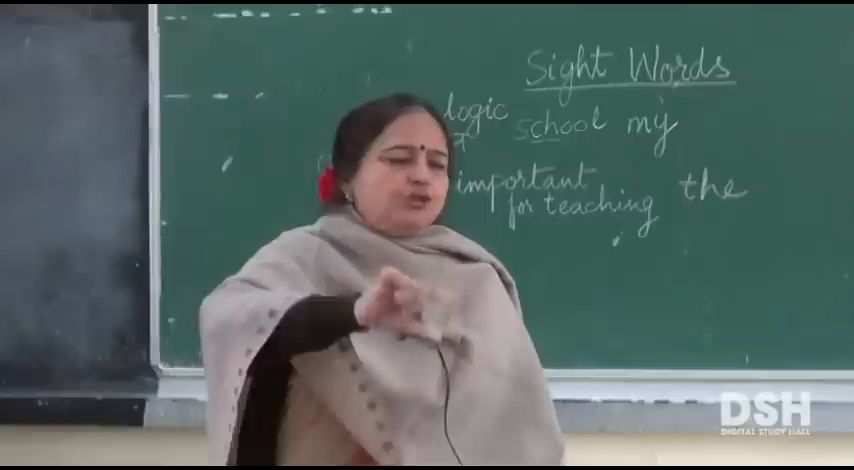 Sight Words
logic school my
important the
for teaching
DSH
DIGITAL STUDY HALL